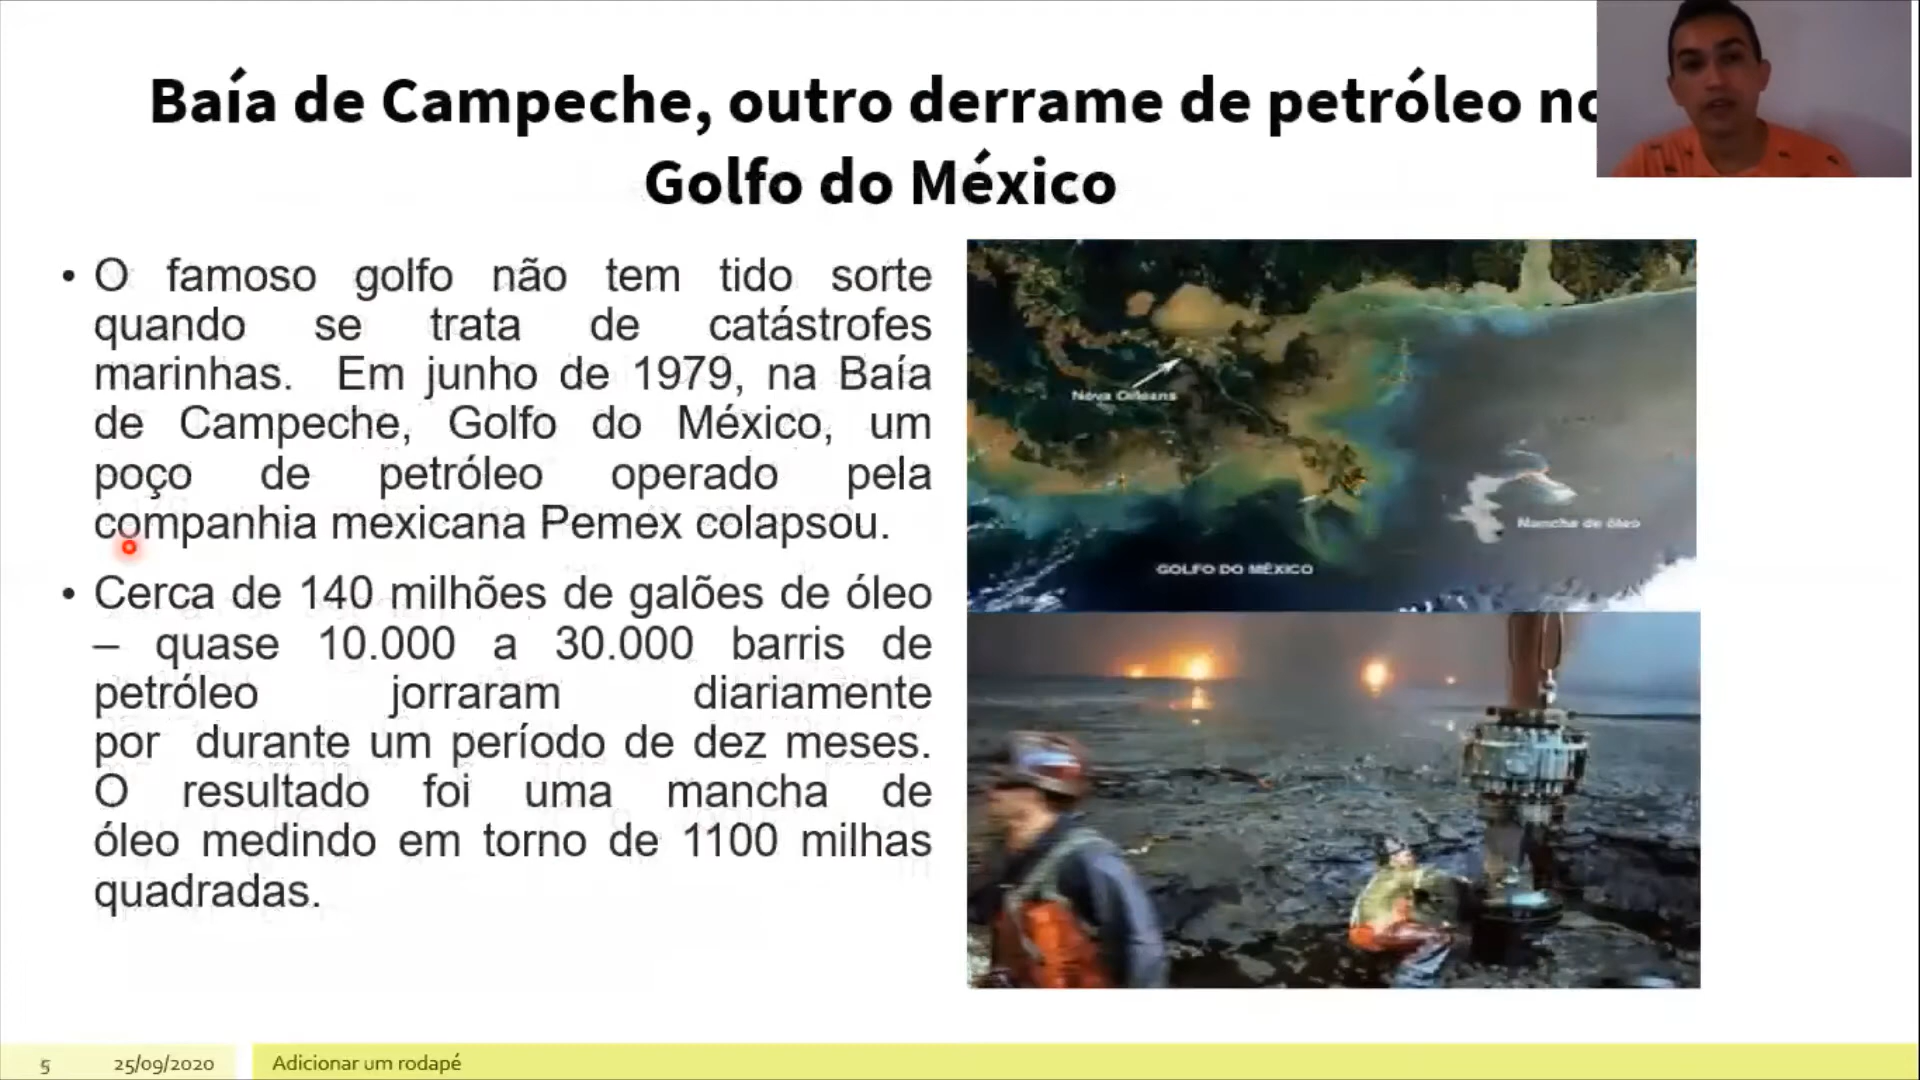 Baía de Campeche, outro derrame de petróleo no
Golfo do México
• O famoso golfo não tem tido sorte
quando se trata de catástrofes
marinhas. Em junho de 1979, na Baía
de Campeche, Golfo do México, um
poço de petróleo operado pela
companhia mexicana Pemex colapsou.
• Cerca de 140 milhões de galões de óleo
– quase 10.000 a 30.000 barris de
petróleo jorraram diariamente
por durante um período de dez meses.
O resultado foi uma mancha de
óleo medindo em torno de 1100 milhas
quadradas.
Nova Orleans
Mancha de óleo
GOLFO DO MÉXICO
5 25/09/2020 Adicionar um rodapé